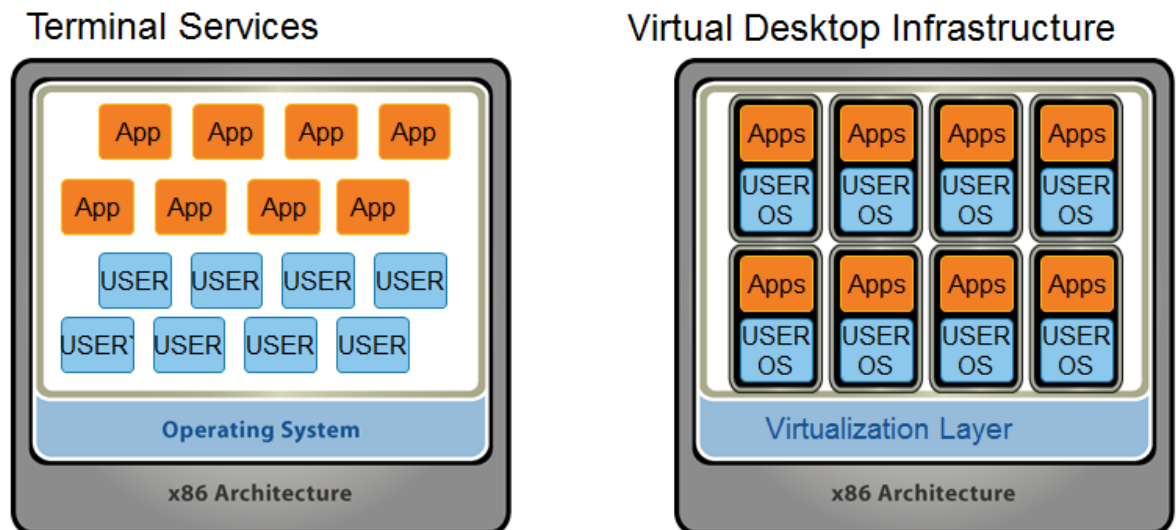 Terminal Services
Virtual Desktop Infrastructure
App App App App
App App App App
USER USER USER USER
USER` USER USER USER
Operating System
x86 Architecture
Apps Apps Apps Apps
USER USER USER USER
OS OS OS OS
Apps Apps Apps Apps
USER USER USER USER
OS OS OS OS
Virtualization Layer
x86 Architecture